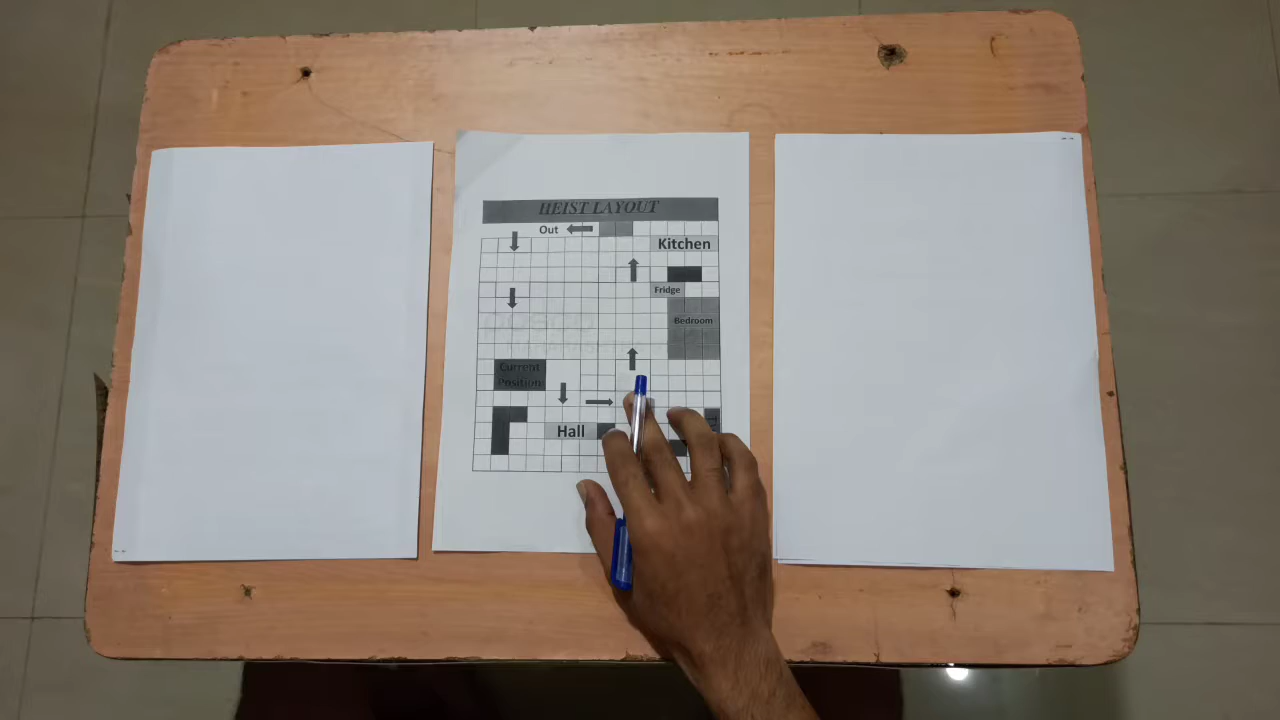 HEIST LAYOUT
Out
Kitchen
Fridge
Bedroom
Current
Position
Hall